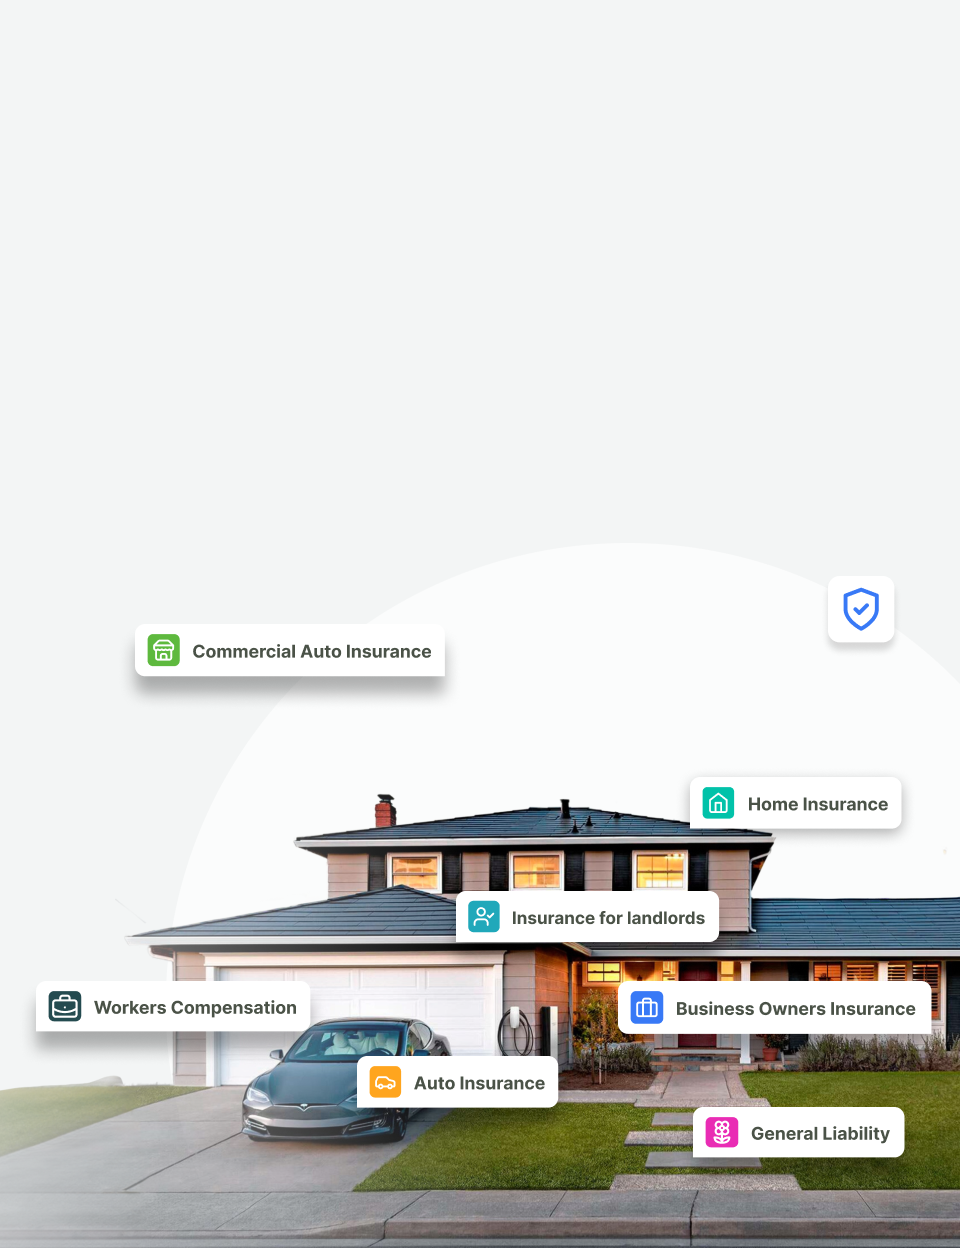 Commercial Auto Insurance
Home Insurance
Insurance for landlords
Workers Compensation
Business Owners Insurance
Auto Insurance
General Liability